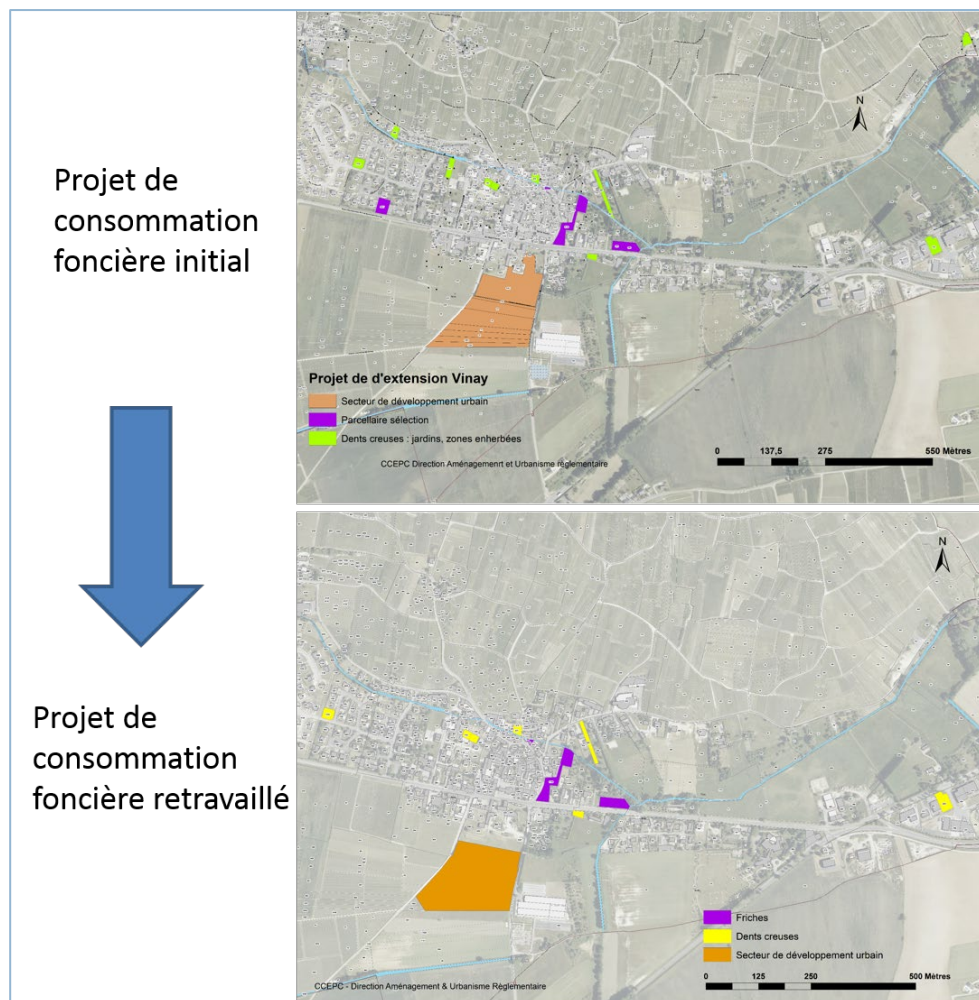 Projet de
consommation
foncière initial
N
Projet de d'extension Vinay
Secteur de développement urbain
Parcellaire sélection
Dents creuses : jardins, zones enherbées
CCEPC Direction Aménagement et Urbanisme règlementaire
0 137,5 275 550 Mètres
Projet de
consommation
foncière retravaillé
N
Friches
Dents creuses
Secteur de développement urbain
CCEPC - Direction Aménagement & Urbanisme Réglementaire
0 125 250 500 Mètres